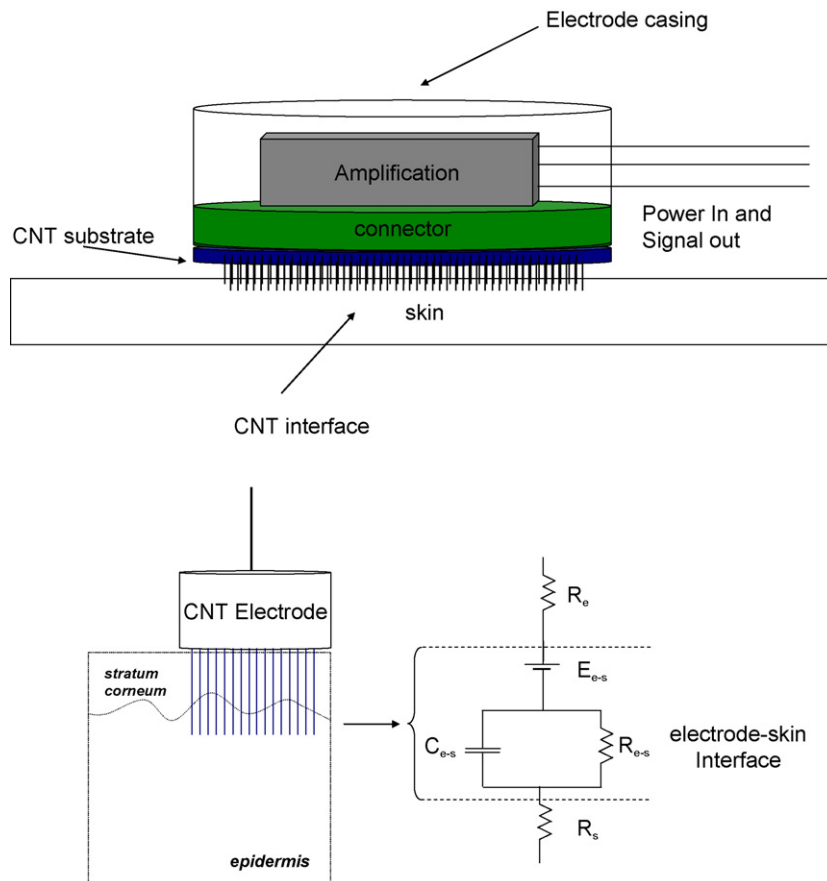 Electrode casing
Amplification
connector
Power In and
Signal out
CNT substrate
skin
CNT interface
CNT Electrode
stratum
corneum
epidermis
Rₑ
Eₑ₋ₛ
Cₑ₋ₛ
Rₑ₋ₛ
electrode-skin
Interface
Rₛ